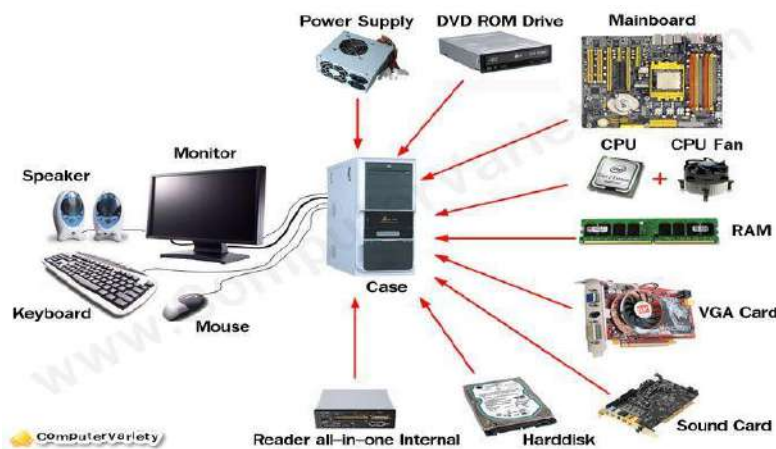 Power Supply
DVD ROM Drive
Mainboard
CPU
+
CPU Fan
RAM
VGA Card
Sound Card
Harddisk
Reader all-in-one Internal
Case
Monitor
Speaker
Keyboard
Mouse
ComputerVariety